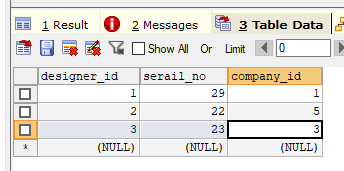 1 Result 2 Messages 3 Table Data
Show All Or Limit 0
designer_id serail_no company_id
1 29 1
2 22 5
3 23 3
* (NULL) (NULL) (NULL)